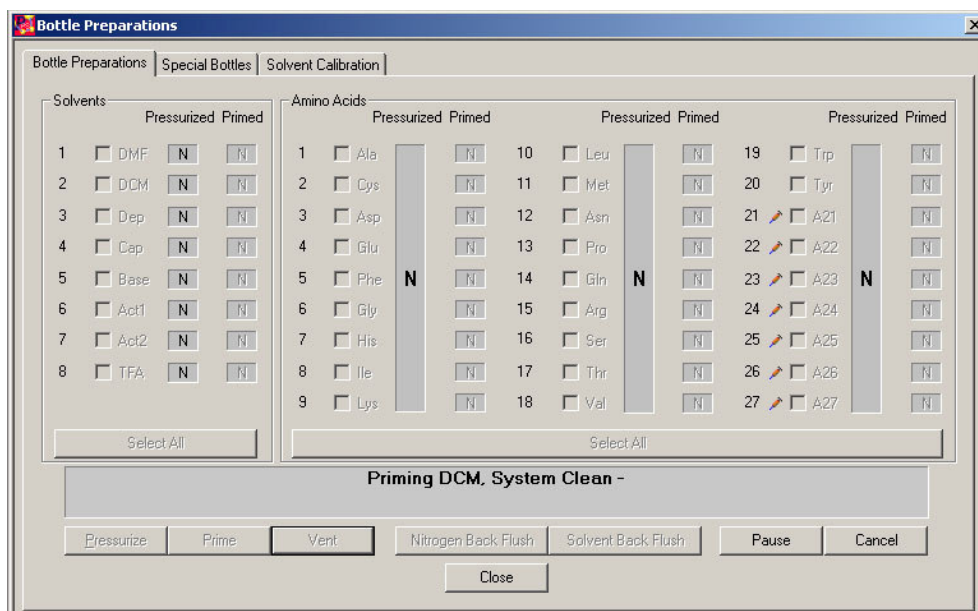 Bottle Preparations
Bottle Preparations Special Bottles Solvent Calibration
Solvents Amino Acids
Pressurized Primed Pressurized Primed Pressurized Primed Pressurized Primed
1 DMF N N 1 Ala N 10 Leu N 19 Trp N
2 DCM N N 2 Cys N 11 Met N 20 Tyr N
3 Dep N N 3 Asp N 12 Asn N 21 A21 N
4 Cap N N 4 Glu N 13 Pro N 22 A22 N
5 Base N N 5 Phe N N 14 Gln N N 23 A23 N N
6 Act1 N N 6 Gly N 15 Arg N 24 A24 N
7 Act2 N N 7 His N 16 Ser N 25 A25 N
8 TFA N N 8 Ile N 17 Thr N 26 A26 N
9 Lys N 18 Val N 27 A27 N
Select All Select All
Priming DCM, System Clean -
Pressurize Prime Vent Nitrogen Back Flush Solvent Back Flush Pause Cancel
Close